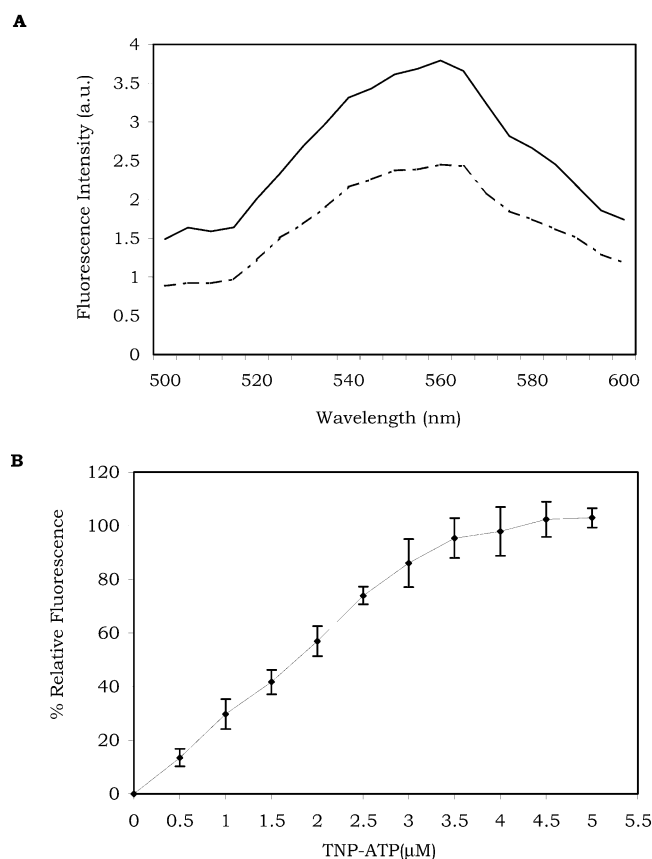 A
Fluorescence Intensity (a.u.)
4
3.5
3
2.5
2
1.5
1
0.5
0
500 520 540 560 580 600
Wavelength (nm)
B
% Relative Fluorescence
120
100
80
60
40
20
0
0 0.5 1 1.5 2 2.5 3 3.5 4 4.5 5 5.5
TNP-ATP(µM)